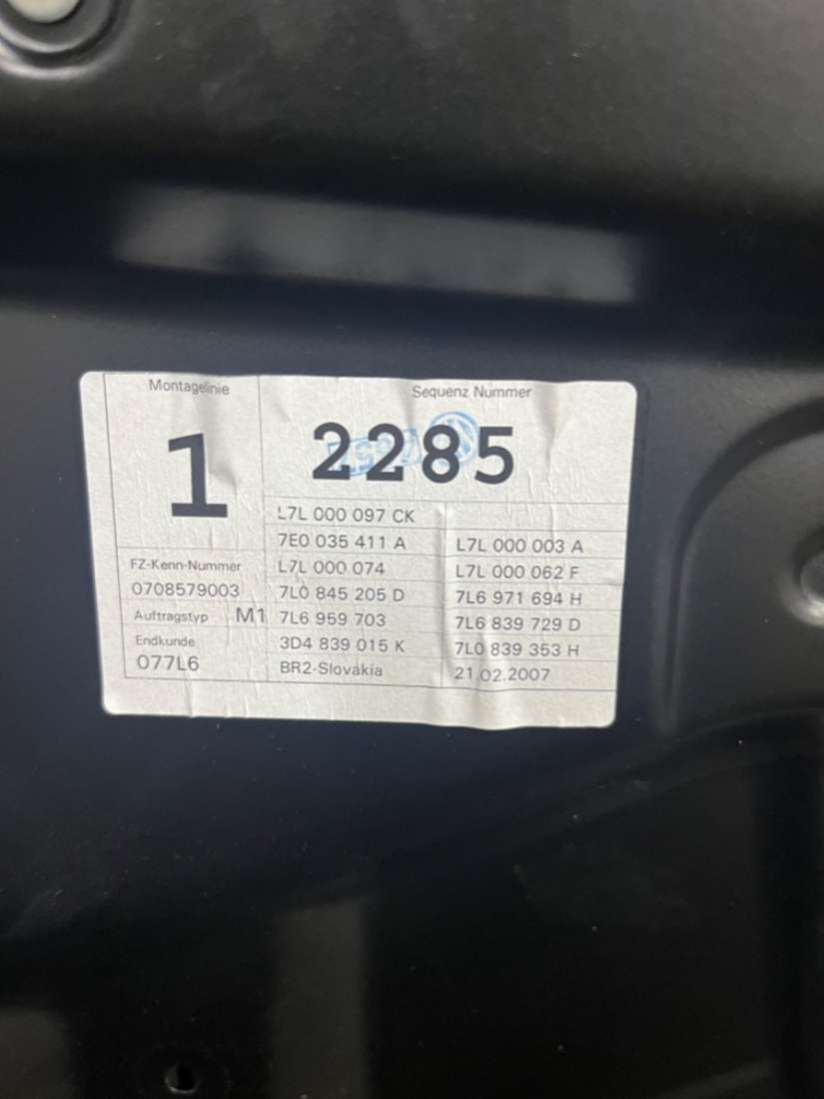 Montagelinie
1
Sequenz Nummer
2285
L7L 000 097 CK
7E0 035 411 A L7L 000 003 A
FZ-Kenn-Nummer L7L 000 074 L7L 000 062 F
0708579003 7L0 845 205 D 7L6 971 694 H
Auftragstyp M1 7L6 959 703 7L6 839 729 D
Endkunde 3D4 839 015 K 7L0 839 353 H
077L6 BR2-Slovakia 21.02.2007